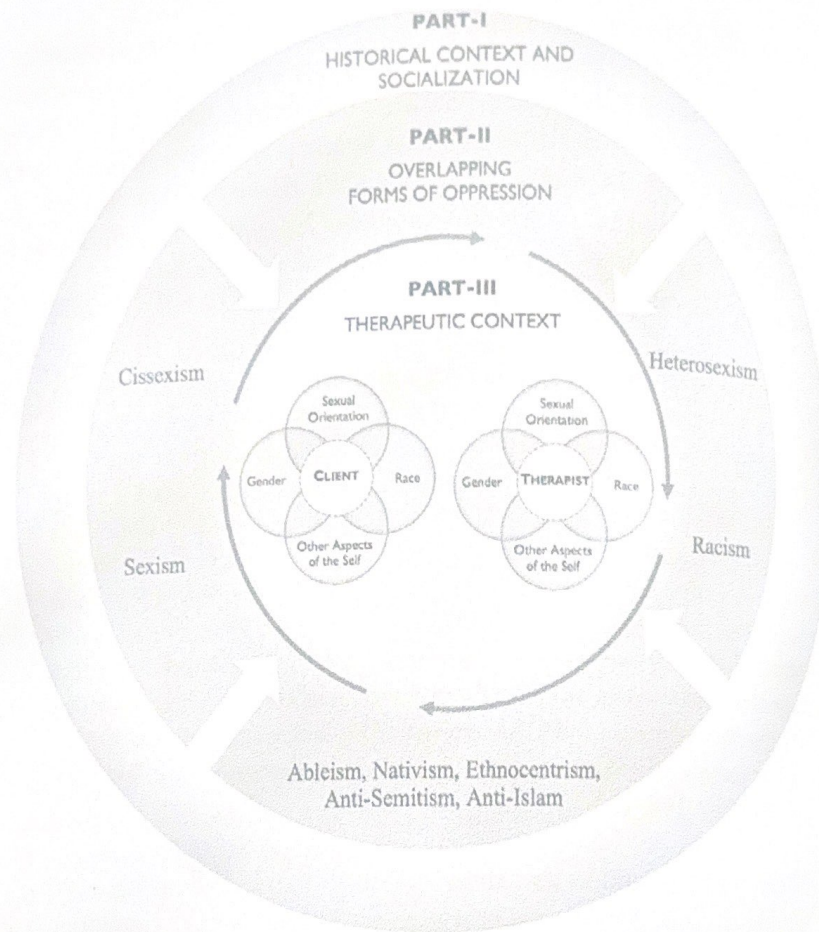 PART-I
HISTORICAL CONTEXT AND
SOCIALIZATION
PART-II
OVERLAPPING
FORMS OF OPPRESSION
PART-III
THERAPEUTIC CONTEXT
Cissexism
Heterosexism
Sexual
Orientation
Gender
CLIENT
Race
Other Aspects
of the Self
Sexual
Orientation
Gender
THERAPIST
Race
Other Aspects
of the Self
Sexism
Racism
Ableism, Nativism, Ethnocentrism,
Anti-Semitism, Anti-Islam